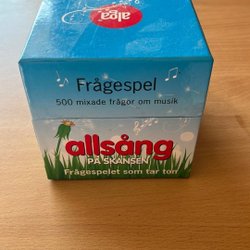 alga
Frågespel
500 mixade frågor om musik
allsång
PÅ SKANSEN
Frågespelet som tar ton